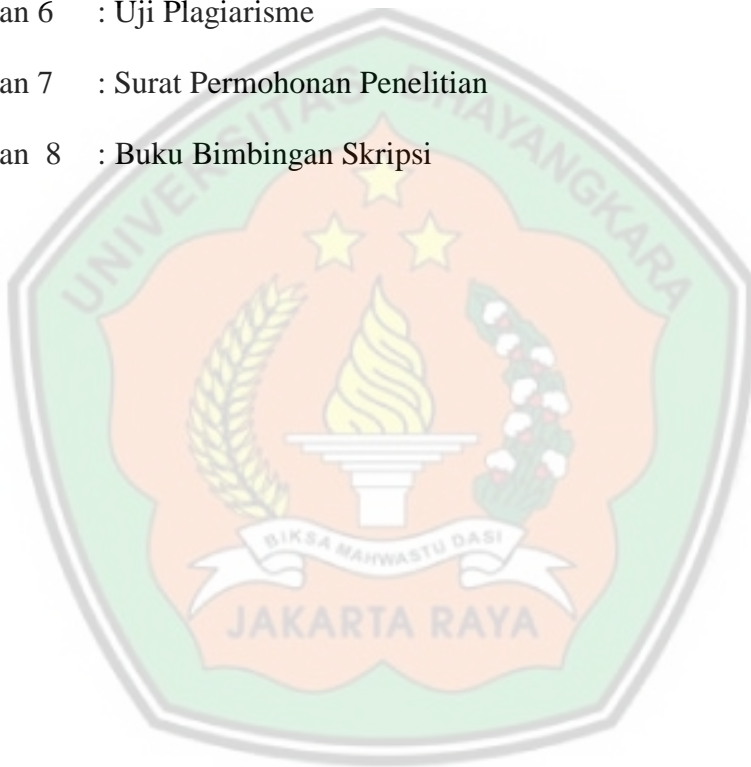 an 6 : Uji Plagiarisme
an 7 : Surat Permohonan Penelitian
an 8 : Buku Bimbingan Skripsi
UNIVERSITAS BHAYANGKARA
BIKSA MAHWASTU DASI
JAKARTA RAYA